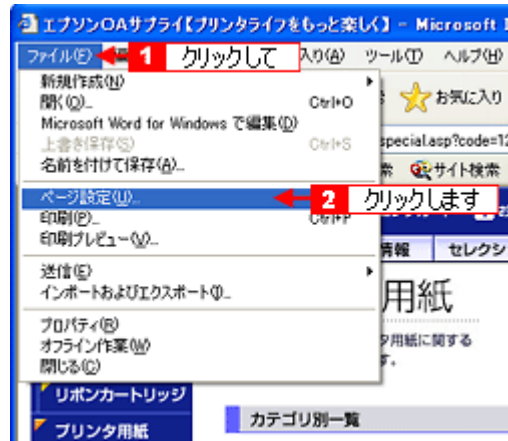 エプソンOAサプライ【プリンタライフをもっと楽しく】 - Microsoft I
ファイル(F) 1 クリックして 入り(A) ツール(T) ヘルプ(H)
新規作成(N)
開く(O)... Ctrl+O
お気に入り
Microsoft Word for Windows で編集(D)
上書き保存(S) Ctrl+S
special.asp?code=12
名前を付けて保存(A)...
索 サイト検索
ページ設定(U)... 2 クリックします
印刷(P)... Ctrl+P
印刷プレビュー(V)...
情報 セレクシ
送信(E)
インポートおよびエクスポート(I)...
用紙
プロパティ(R)
オフライン作業(W)
タ用紙に関する
す。
閉じる(C)
リボンカートリッジ
カテゴリ別一覧
プリンタ用紙